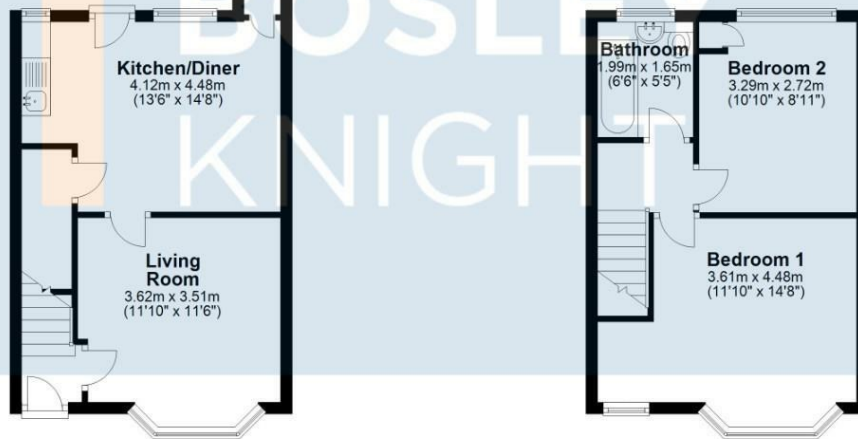 BOSLEY
KNIGHT
Kitchen/Diner
4.12m x 4.48m
(13'6" x 14'8")
Living
Room
3.62m x 3.51m
(11'10" x 11'6")
Bathroom
1.99m x 1.65m
(6'6" x 5'5")
Bedroom 2
3.29m x 2.72m
(10'10" x 8'11")
Bedroom 1
3.61m x 4.48m
(11'10" x 14'8")